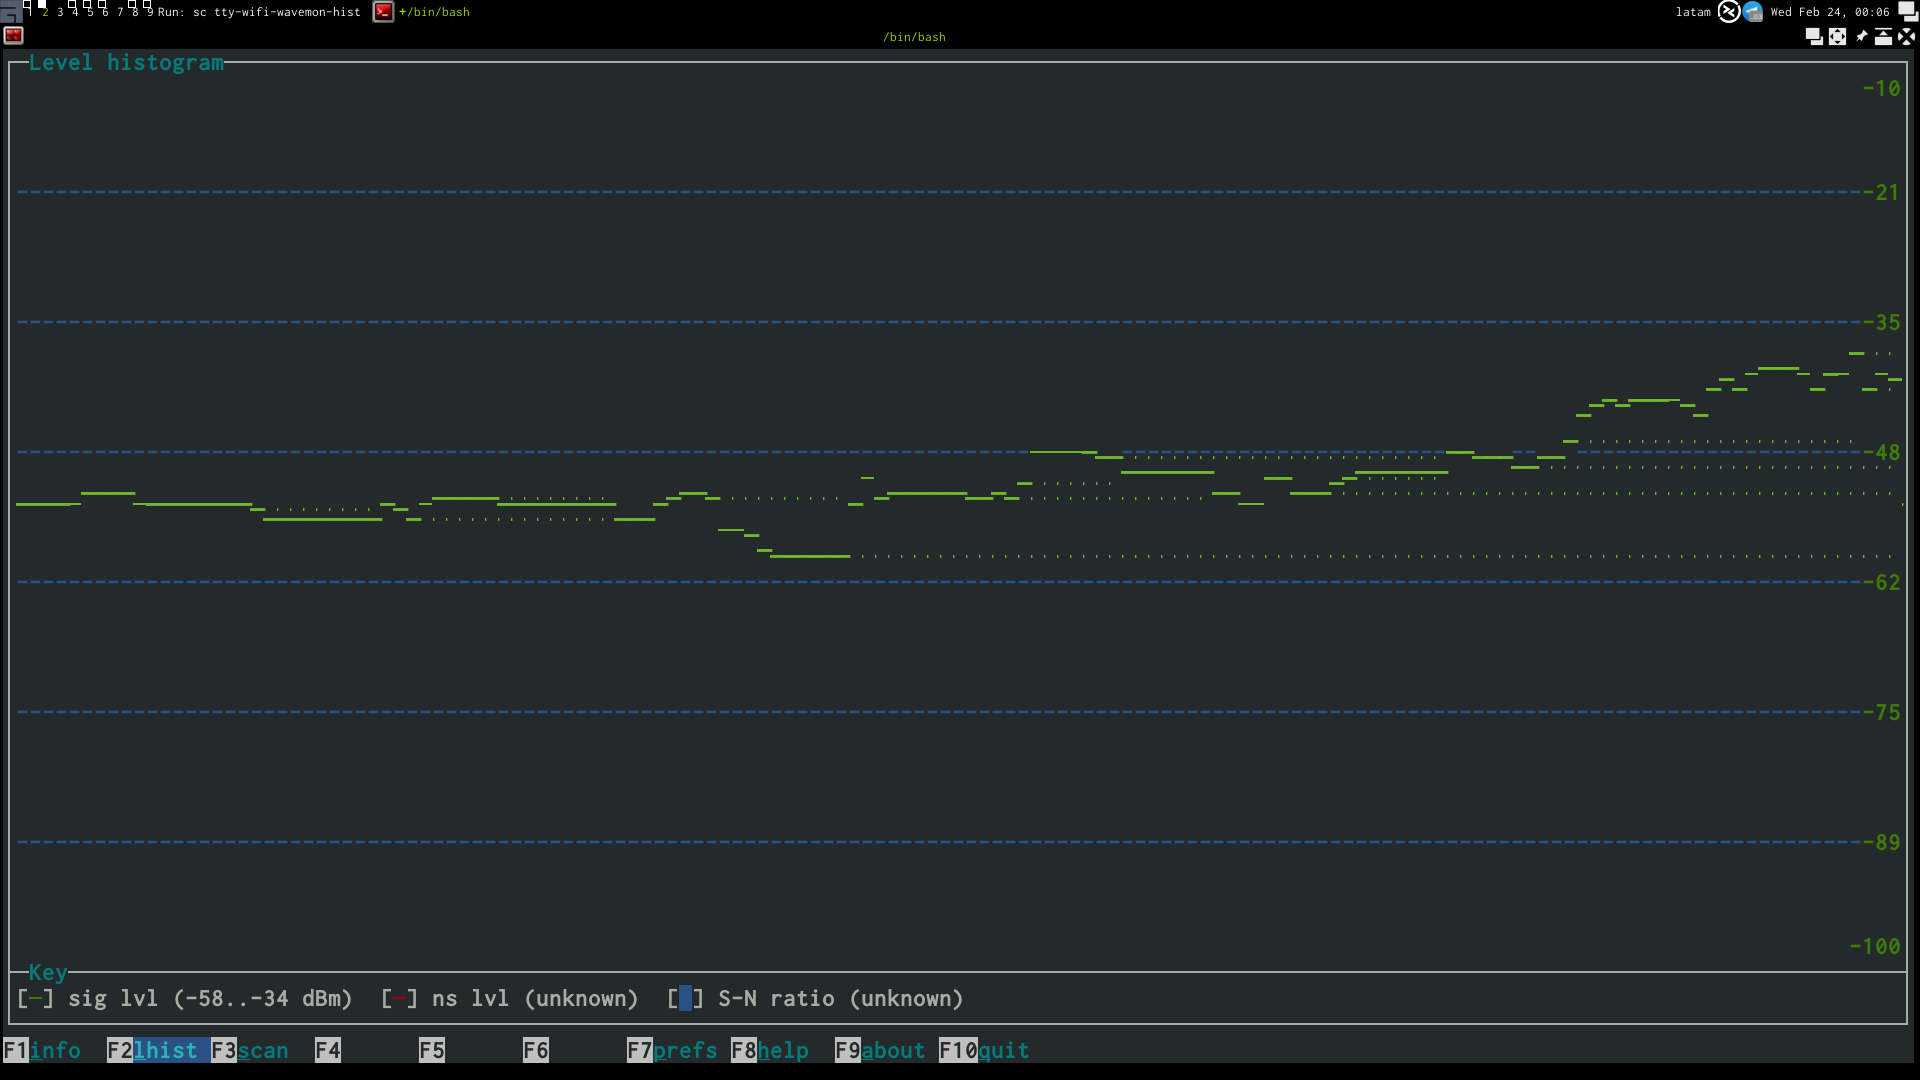 1 2 3 4 5 6 7 8 9 Run: sc tty-wifi-wavemon-hist +/bin/bash latam Wed Feb 24, 00:06
/bin/bash
Level histogram
-10
-21
-35
-48
-62
-75
-89
-100
Key
[─] sig lvl (-58..-34 dBm) [─] ns lvl (unknown) [ ] S-N ratio (unknown)
F1info F2lhist F3scan F4 F5 F6 F7prefs F8help F9about F10quit